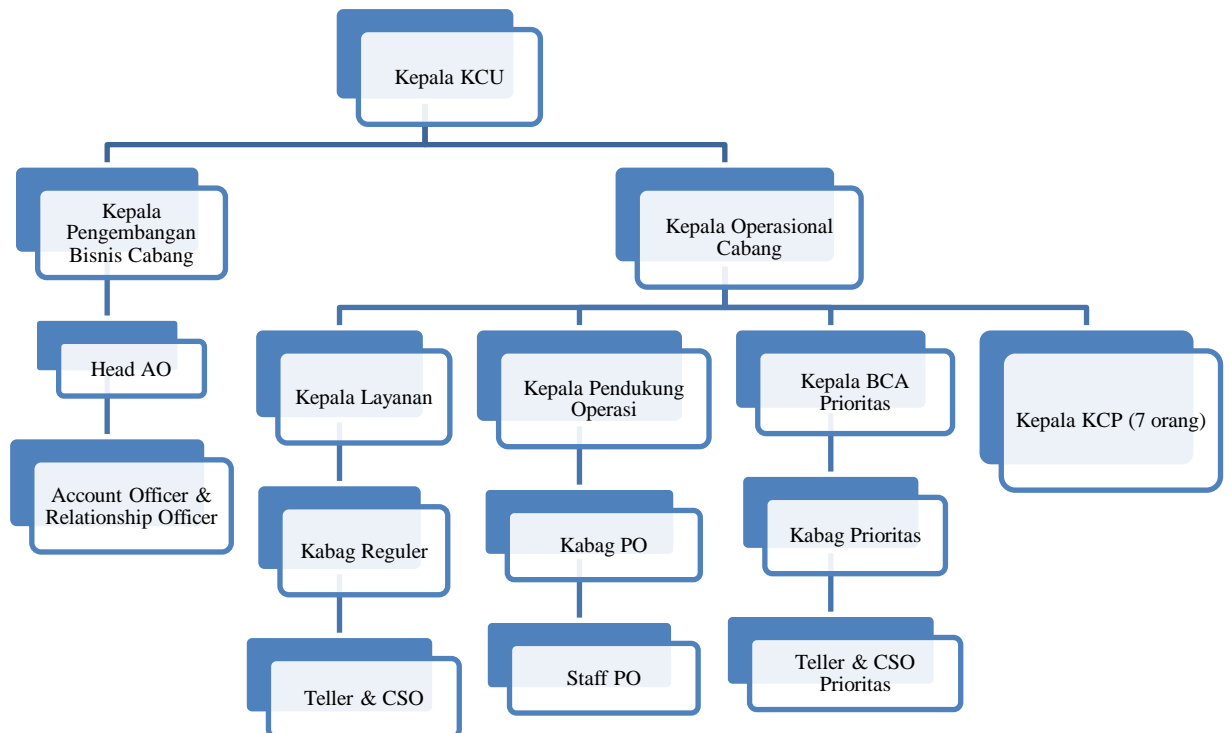 Kepala KCU
Kepala
Pengembangan
Bisnis Cabang
Kepala Operasional
Cabang
Head AO
Account Officer &
Relationship Officer
Kepala Layanan
Kabag Reguler
Teller & CSO
Kepala Pendukung
Operasi
Kabag PO
Staff PO
Kepala BCA
Prioritas
Kabag Prioritas
Teller & CSO
Prioritas
Kepala KCP (7 orang)